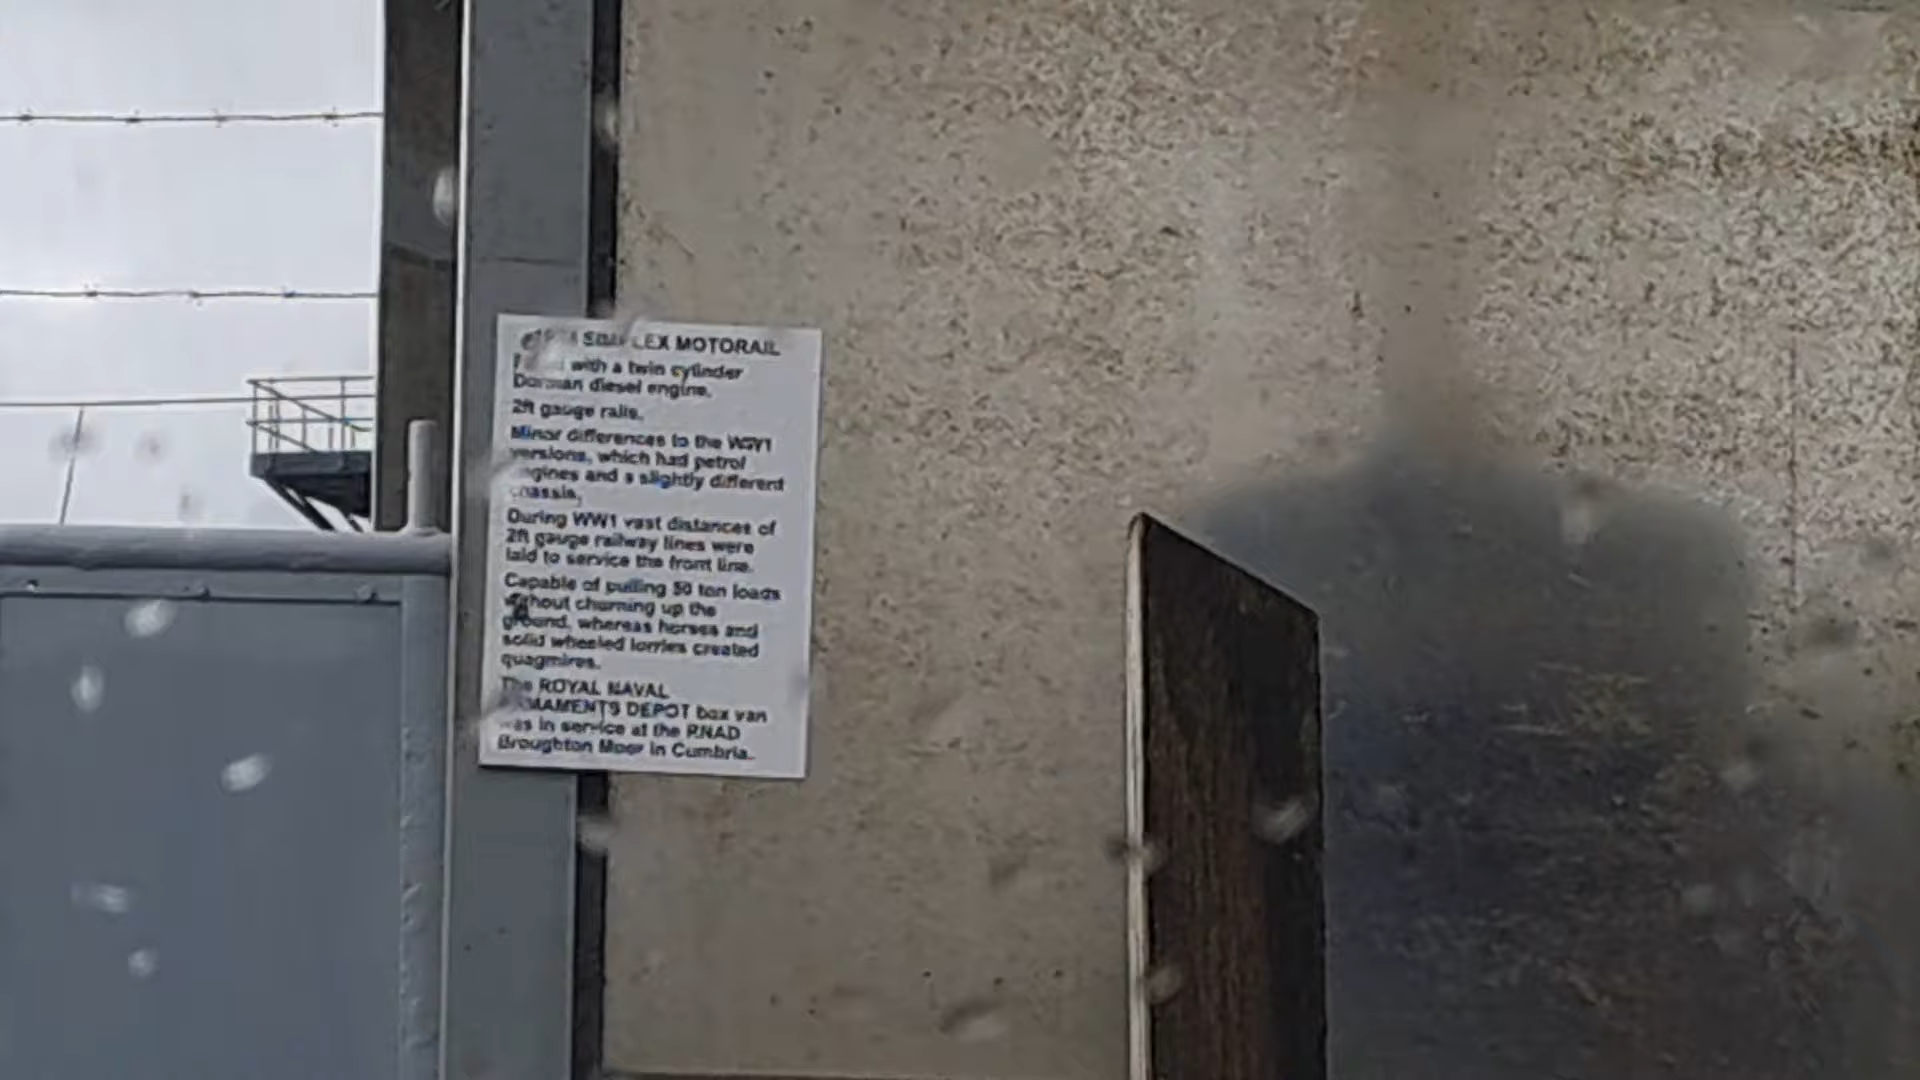 SIMPLEX MOTORAIL
with a twin cylinder
Dorman diesel engine.
2ft gauge rails.
Minor differences to the WW1
versions, which had petrol
engines and a slightly different
chassis.
During WW1 vast distances of
2ft gauge railway lines were
laid to service the front line.
Capable of pulling 50 ton loads
without churning up the
ground, whereas horses and
solid wheeled lorries created
quagmires.
The ROYAL NAVAL
ARMAMENTS DEPOT box van
was in service at the RNAD
Broughton Moor in Cumbria.